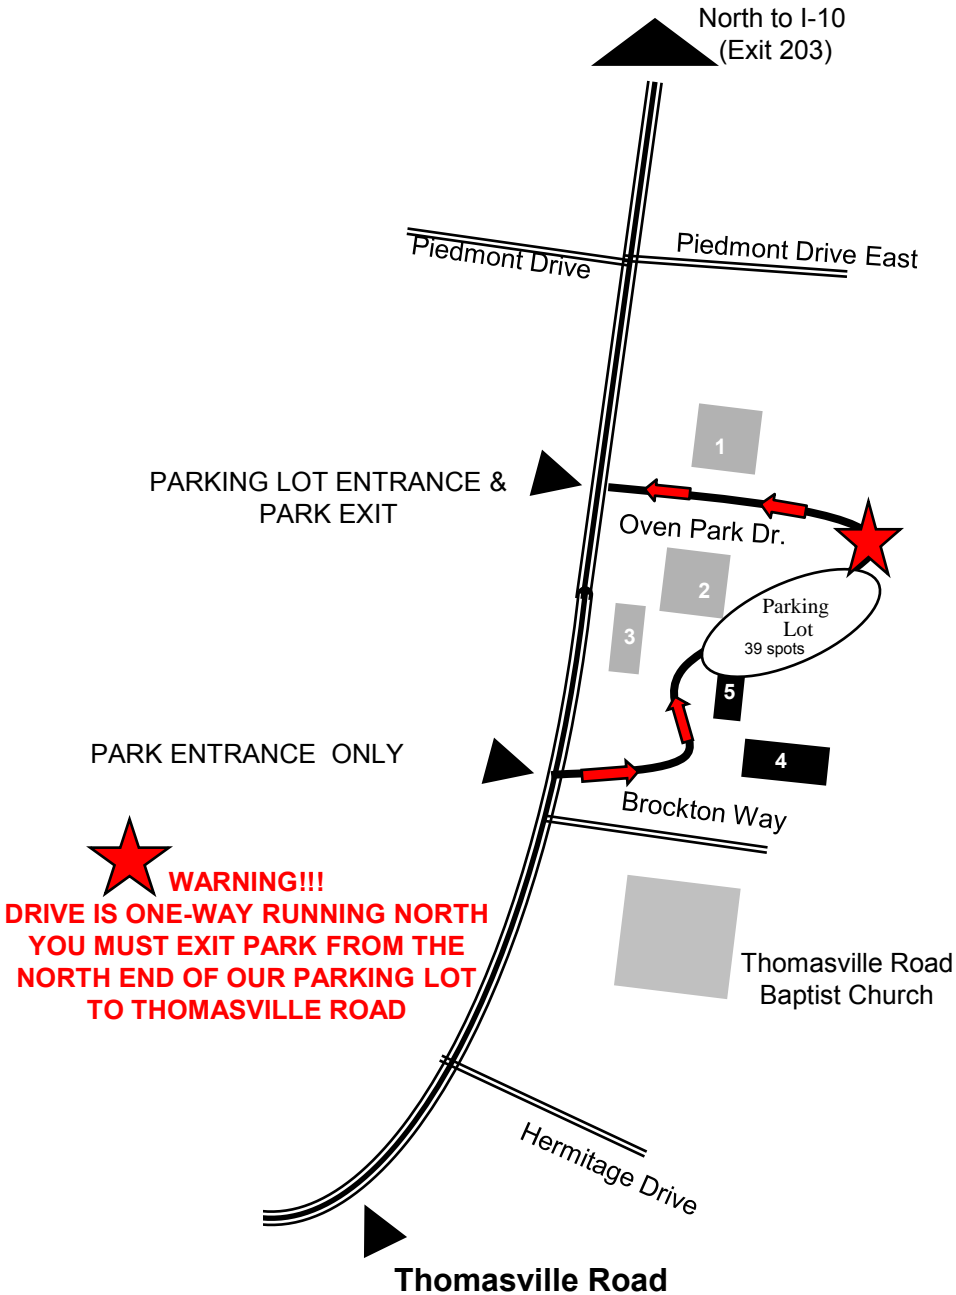 North to I-10
(Exit 203)
Piedmont Drive
Piedmont Drive East
1
PARKING LOT ENTRANCE &
PARK EXIT
Oven Park Dr.
2
3
Parking
Lot
39 spots
5
PARK ENTRANCE  ONLY
4
Brockton Way
WARNING!!!
DRIVE IS ONE-WAY RUNNING NORTH
YOU MUST EXIT PARK FROM THE
NORTH END OF OUR PARKING LOT
TO THOMASVILLE ROAD
Thomasville Road
Baptist Church
Hermitage Drive
Thomasville Road